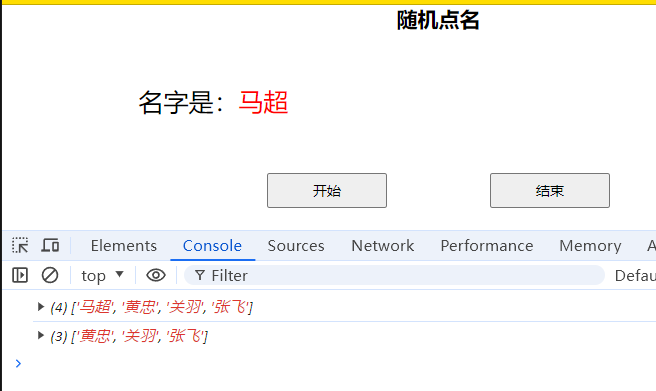 随机点名
名字是：马超
开始 结束
Elements Console Sources Network Performance Memory A
top Filter Defau
(4) ['马超', '黄忠', '关羽', '张飞']
(3) ['黄忠', '关羽', '张飞']